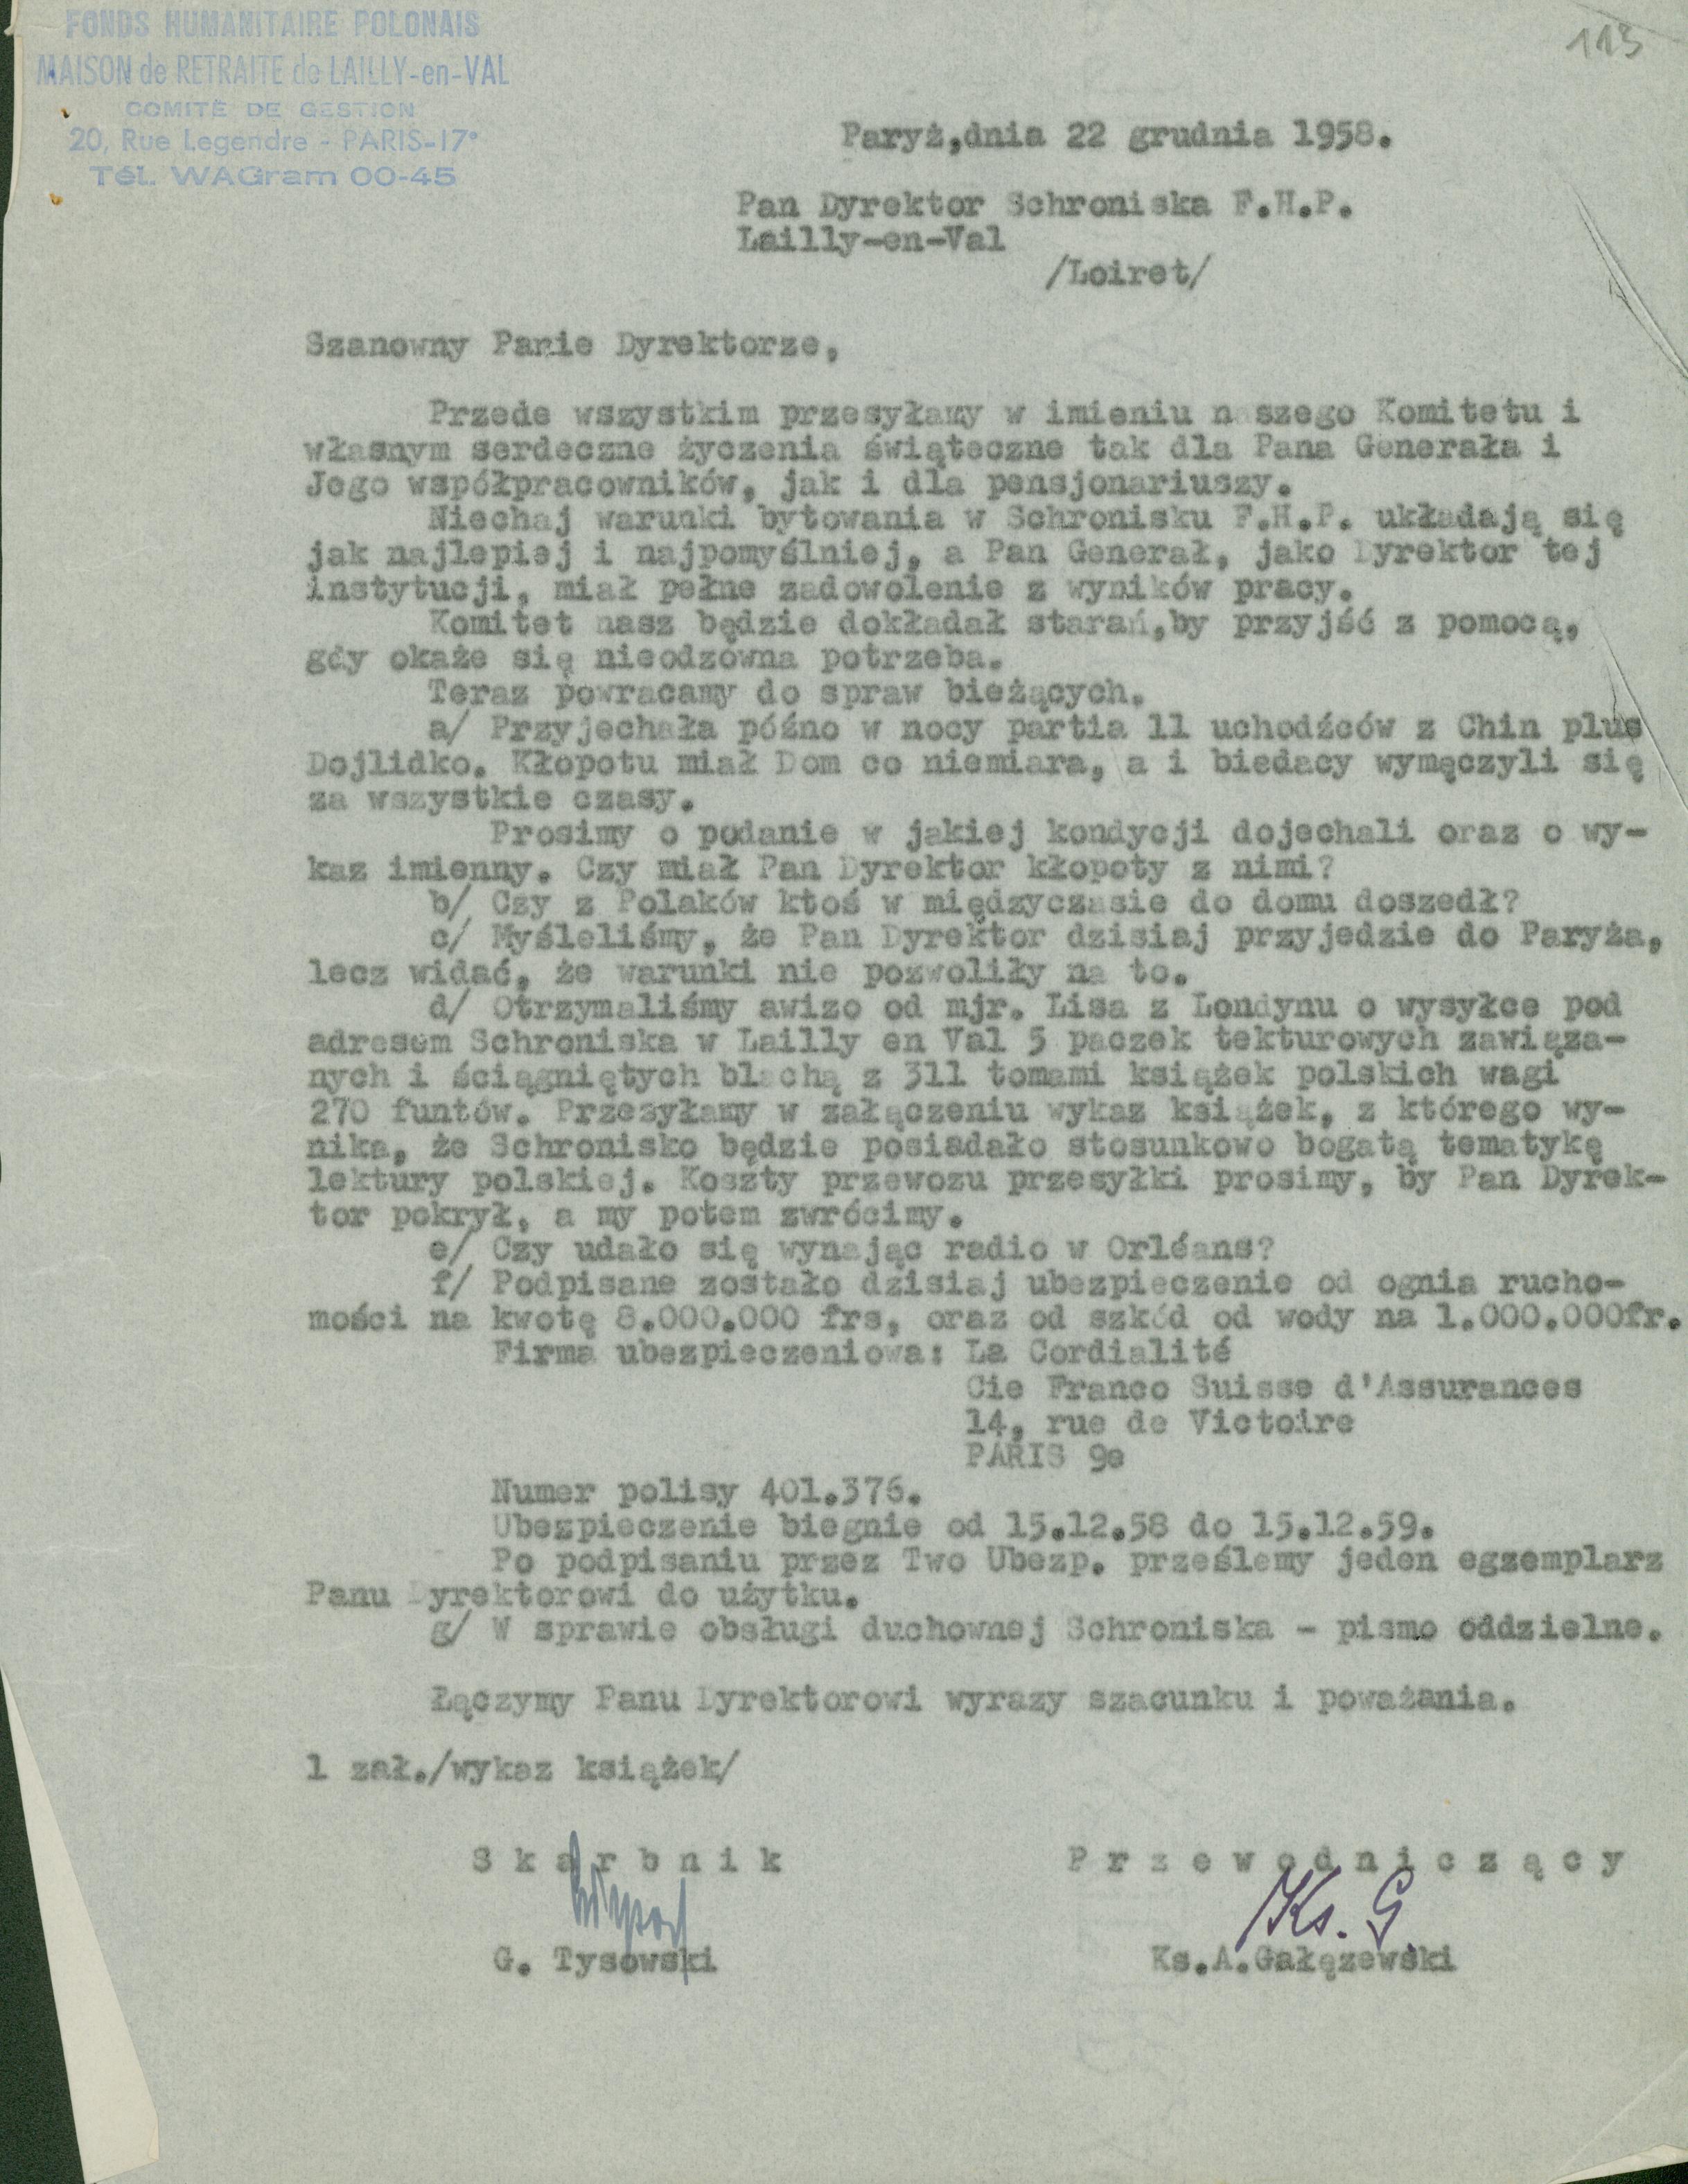 FONDS HUMANITAIRE POLONAIS
MAISON de RETRAITE de LAILLY-en-VAL
COMITÉ DE GESTION
20, Rue Legendre - PARIS-17°
Tél. WAGram 00-45
113
Paryż,dnia 22 grudnia 1958.
Pan Dyrektor Schroniska F.H.P.
Lailly-en-Val
/Loiret/
Szanowny Panie Dyrektorze,
Przede wszystkim przesyłamy w imieniu naszego Komitetu i
własnym serdeczne życzenia świąteczne tak dla Pana Generała i
Jego współpracowników, jak i dla pensjonariuszy.
Niechaj warunki bytowania w Schronisku F.H.P. układają się
jak najlepiej i najpomyślniej, a Pan Generał, jako Dyrektor tej
instytucji, miał pełne zadowolenie z wyników pracy.
Komitet nasz będzie dokładał starań,by przyjść z pomocą,
gdy okaże się nieodzowna potrzeba.
Teraz powracamy do spraw bieżących.
a/ Przyjechała późno w nocy partia 11 uchodźców z Chin plus
Dojlidko. Kłopotu miał Dom co niemiara, a i biedacy wymęczyli się
za wszystkie czasy.
Prosimy o podanie w jakiej kondycji dojechali oraz o wy-
kaz imienny. Czy miał Pan Dyrektor kłopoty z nimi?
b/ Czy z Polaków ktoś w międzyczasie do domu doszedł?
c/ Myśleliśmy, że Pan Dyrektor dzisiaj przyjedzie do Paryża,
lecz widać, że warunki nie pozwoliły na to.
d/ Otrzymaliśmy awizo od mjr. Lisa z Londynu o wysyłce pod
adresem Schroniska w Lailly en Val 5 paczek tekturowych zawiąza-
nych i ściągniętych blachą z 311 tomami książek polskich wagi
270 funtów. Przesyłamy w załączeniu wykaz książek, z którego wy-
nika, że Schronisko będzie posiadało stosunkowo bogatą tematykę
lektury polskiej. Koszty przewozu przesyłki prosimy, by Pan Dyrek-
tor pokrył, a my potem zwrócimy.
e/ Czy udało się wynając radio w Orléans?
f/ Podpisane zostało dzisiaj ubezpieczenie od ognia rucho-
mości na kwotę 8.000.000 frs, oraz od szkód od wody na 1.000.000fr.
Firma ubezpieczeniowa: La Cordialité
Cie Franco Suisse d'Assurances
14, rue de Victoire
PARIS 9e
Numer polisy 401.376.
Ubezpieczenie biegnie od 15.12.58 do 15.12.59.
Po podpisaniu przez Two Ubezp. prześlemy jeden egzemplarz
Panu Dyrektorowi do użytku.
g/ W sprawie obsługi duchownej Schroniska - pismo oddzielne.
Łączymy Panu Dyrektorowi wyrazy szacunku i poważania.
1 zał./wykaz książek/
S k a r b n i k P r z e w o d n i c z ą c y
Ks. G.
G. Tysowski Ks.A.Gałęzewski